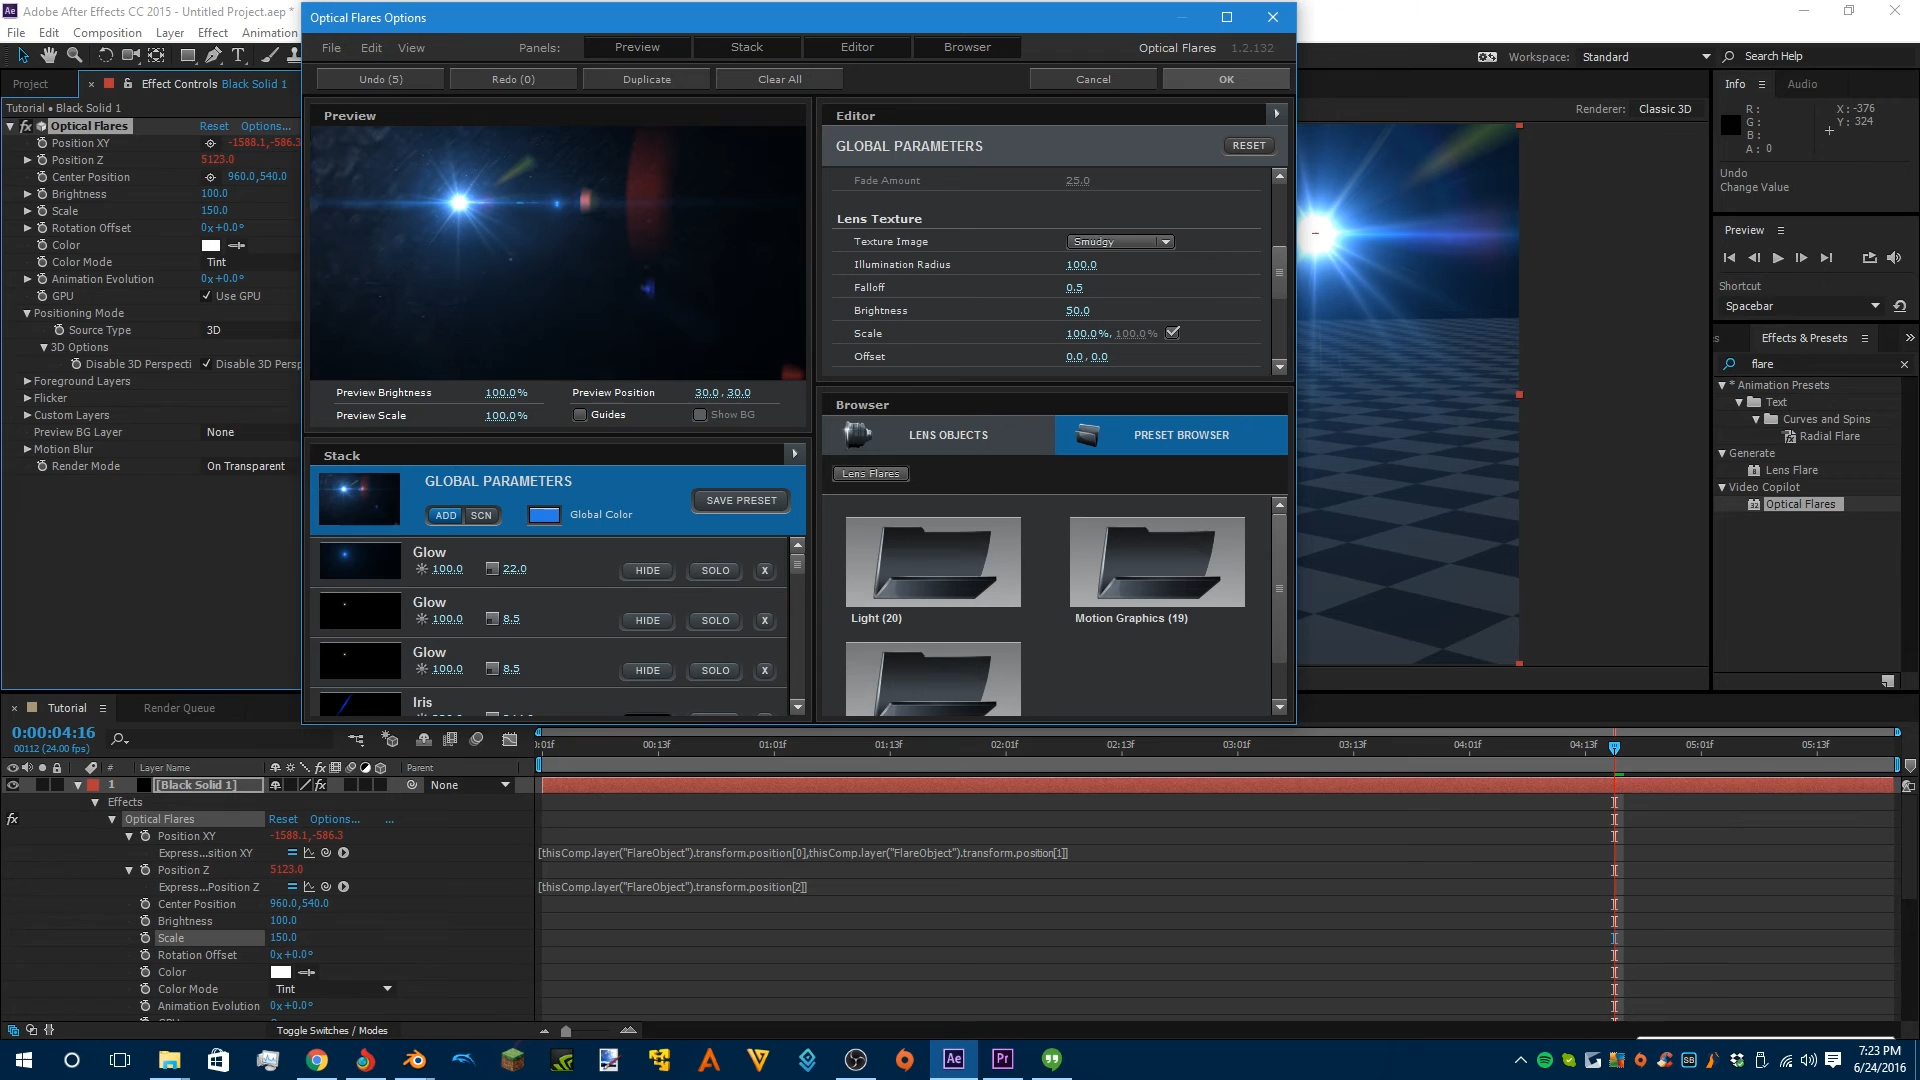 Adobe After Effects CC 2015 - Untitled Project.aep *
File Edit Composition Layer Effect Animation
Project
Effect Controls Black Solid 1
Tutorial • Black Solid 1
fx Optical Flares Reset Options...
Position XY -1588.1,-586.3
Position Z 5123.0
Center Position 960.0,540.0
Brightness 100.0
Scale 150.0
Rotation Offset 0x+0.0°
Color
Color Mode Tint
Animation Evolution 0x+0.0°
GPU Use GPU
Positioning Mode
Source Type 3D
3D Options
Disable 3D Perspecti Disable 3D Persp
Foreground Layers
Flicker
Custom Layers
Preview BG Layer None
Motion Blur
Render Mode On Transparent
Optical Flares Options
File Edit View Panels: Preview Stack Editor Browser Optical Flares 1.2.132
Undo (5) Redo (0) Duplicate Clear All Cancel OK
Preview
Preview Brightness 100.0% Preview Position 30.0, 30.0
Preview Scale 100.0% Guides Show BG
Stack
GLOBAL PARAMETERS
ADD SCN Global Color SAVE PRESET
Glow
100.0 22.0 HIDE SOLO X
Glow
100.0 8.5 HIDE SOLO X
Glow
100.0 8.5 HIDE SOLO X
Iris
Editor
GLOBAL PARAMETERS RESET
Fade Amount 25.0
Lens Texture
Texture Image Smudgy
Illumination Radius 100.0
Falloff 0.5
Brightness 50.0
Scale 100.0%, 100.0%
Offset 0.0, 0.0
Browser
LENS OBJECTS PRESET BROWSER
Lens Flares
Light (20) Motion Graphics (19)
Workspace: Standard Search Help
Renderer: Classic 3D
Info Audio
R: X: -376
G: Y: 324
B:
A: 0
Undo
Change Value
Preview
Shortcut
Spacebar
Effects & Presets
flare
* Animation Presets
Text
Curves and Spins
Radial Flare
Generate
Lens Flare
Video Copilot
Optical Flares
Tutorial Render Queue
0:00:04:16
00112 (24.00 fps)
:01f 00:13f 01:01f 01:13f 02:01f 02:13f 03:01f 03:13f 04:01f 04:13f 05:01f 05:13f
# Layer Name Parent
1 [Black Solid 1] None
Effects
fx Optical Flares Reset Options... ...
Position XY -1588.1,-586.3
Express...sition XY [thisComp.layer("FlareObject").transform.position[0],thisComp.layer("FlareObject").transform.position[1]]
Position Z 5123.0
Express...Position Z [thisComp.layer("FlareObject").transform.position[2]]
Center Position 960.0,540.0
Brightness 100.0
Scale 150.0
Rotation Offset 0x+0.0°
Color
Color Mode Tint
Animation Evolution 0x+0.0°
Toggle Switches / Modes
Ae Pr
7:23 PM
6/24/2016